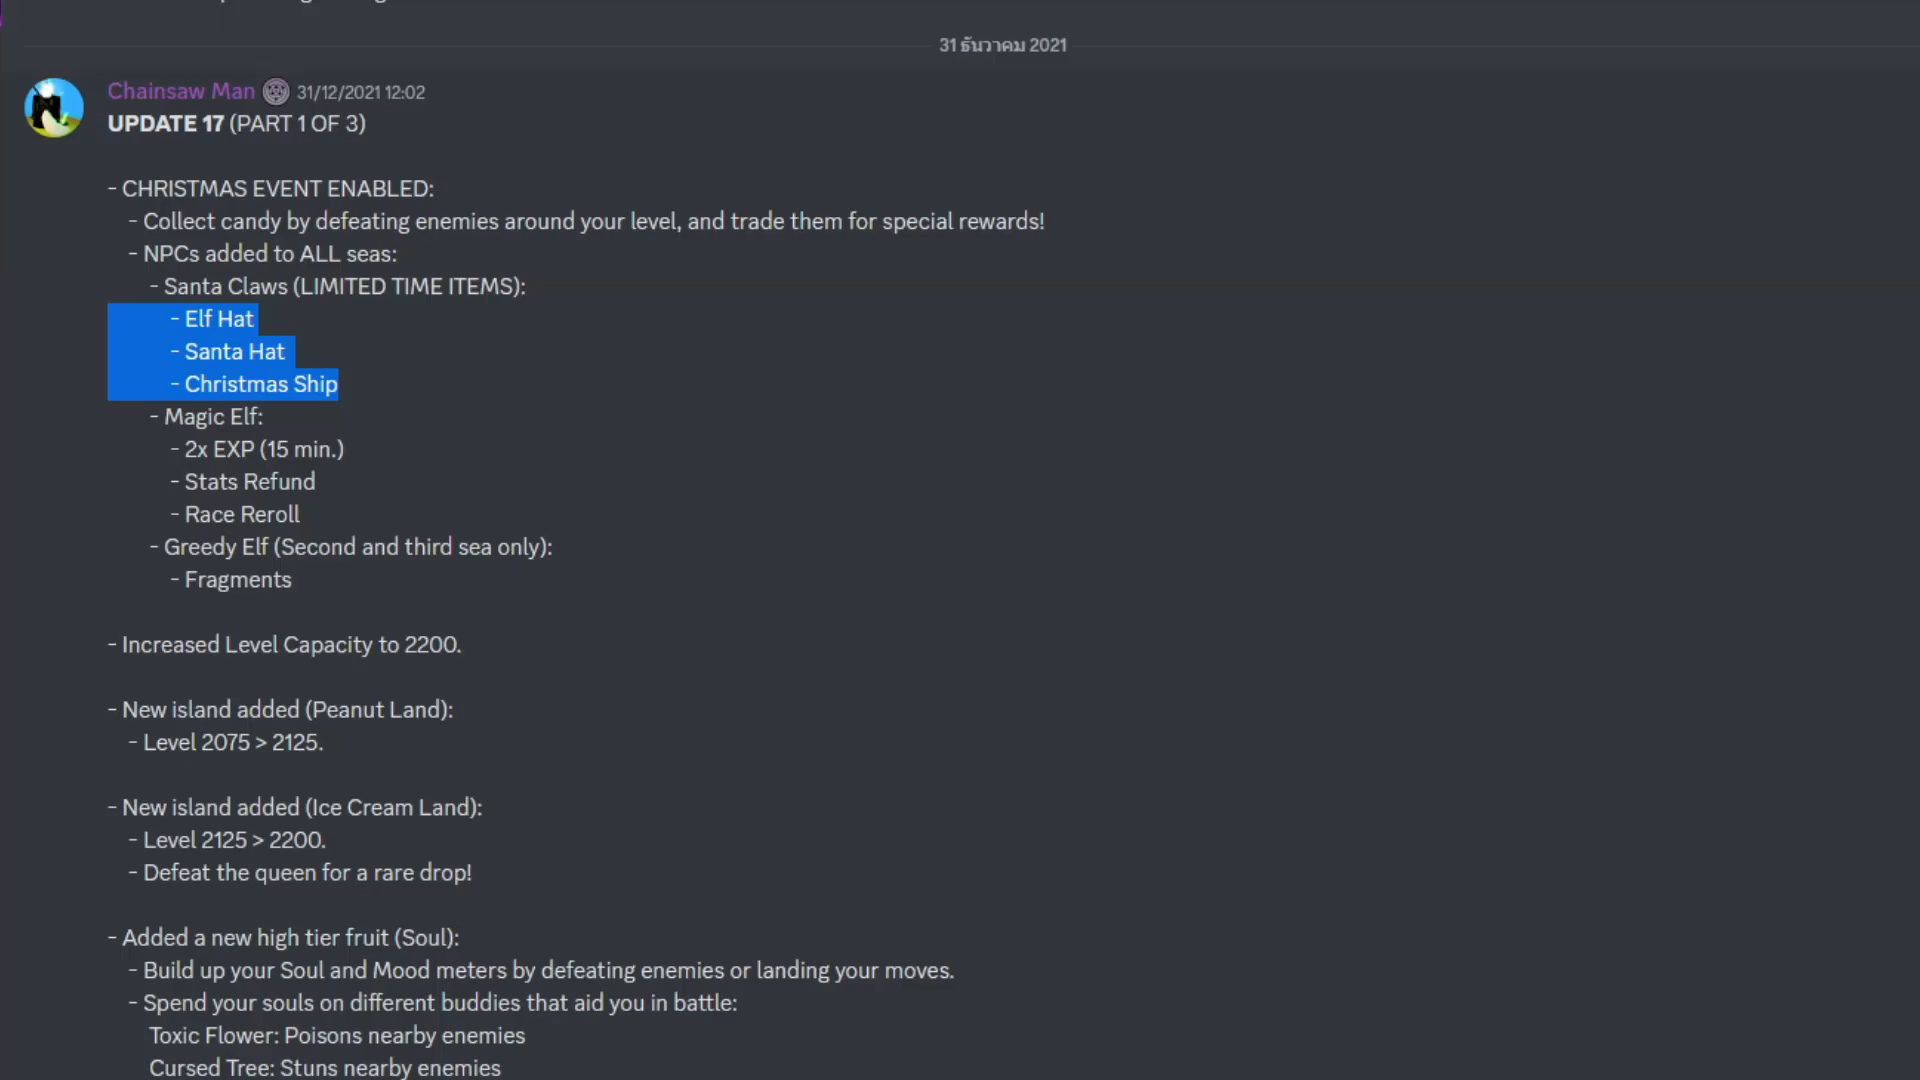 31 ธันวาคม 2021
Chainsaw Man 31/12/2021 12:02
UPDATE 17 (PART 1 OF 3)
- CHRISTMAS EVENT ENABLED:
- Collect candy by defeating enemies around your level, and trade them for special rewards!
- NPCs added to ALL seas:
- Santa Claws (LIMITED TIME ITEMS):
- Elf Hat
- Santa Hat
- Christmas Ship
- Magic Elf:
- 2x EXP (15 min.)
- Stats Refund
- Race Reroll
- Greedy Elf (Second and third sea only):
- Fragments
- Increased Level Capacity to 2200.
- New island added (Peanut Land):
- Level 2075 > 2125.
- New island added (Ice Cream Land):
- Level 2125 > 2200.
- Defeat the queen for a rare drop!
- Added a new high tier fruit (Soul):
- Build up your Soul and Mood meters by defeating enemies or landing your moves.
- Spend your souls on different buddies that aid you in battle:
Toxic Flower: Poisons nearby enemies
Cursed Tree: Stuns nearby enemies